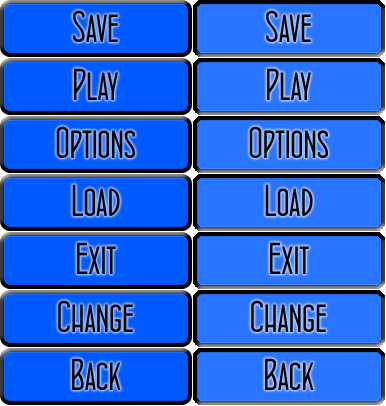 Save Save
Play Play
Options Options
Load Load
Exit Exit
Change Change
Back Back